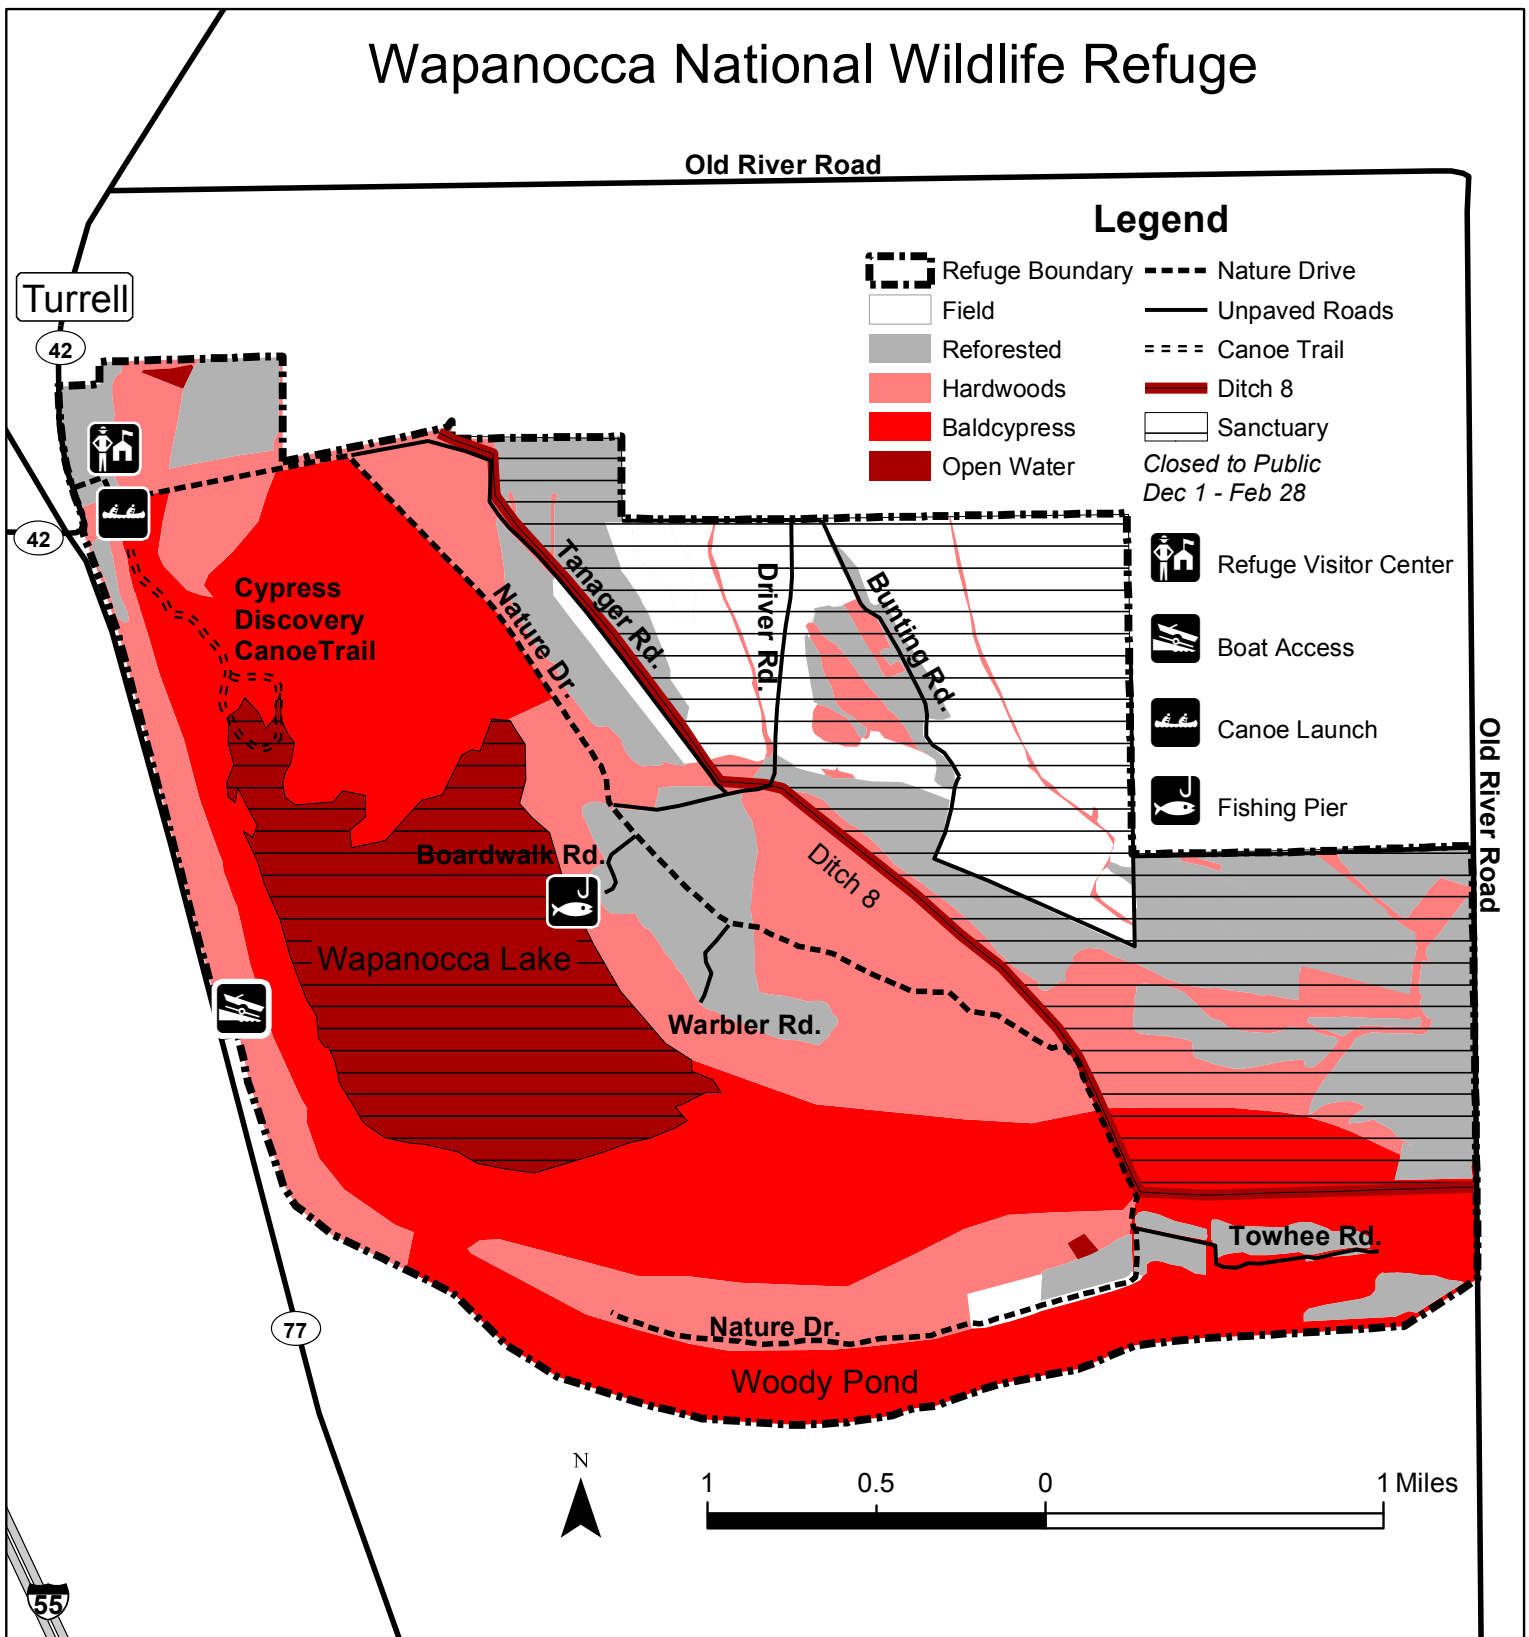 Wapanocca National Wildlife Refuge
Old River Road
Legend
Refuge Boundary
Field
Reforested
Hardwoods
Baldcypress
Open Water
Nature Drive
Unpaved Roads
Canoe Trail
Ditch 8
Sanctuary
Closed to Public
Dec 1 - Feb 28
Refuge Visitor Center
Boat Access
Canoe Launch
Fishing Pier
Turrell
42
42
Cypress
Discovery
CanoeTrail
Nature Dr.
Tanager Rd.
Driver Rd.
Bunting Rd.
Old River Road
Boardwalk Rd.
Ditch 8
Wapanocca Lake
Warbler Rd.
Towhee Rd.
77
Nature Dr.
Woody Pond
N
1 0.5 0 1 Miles
55